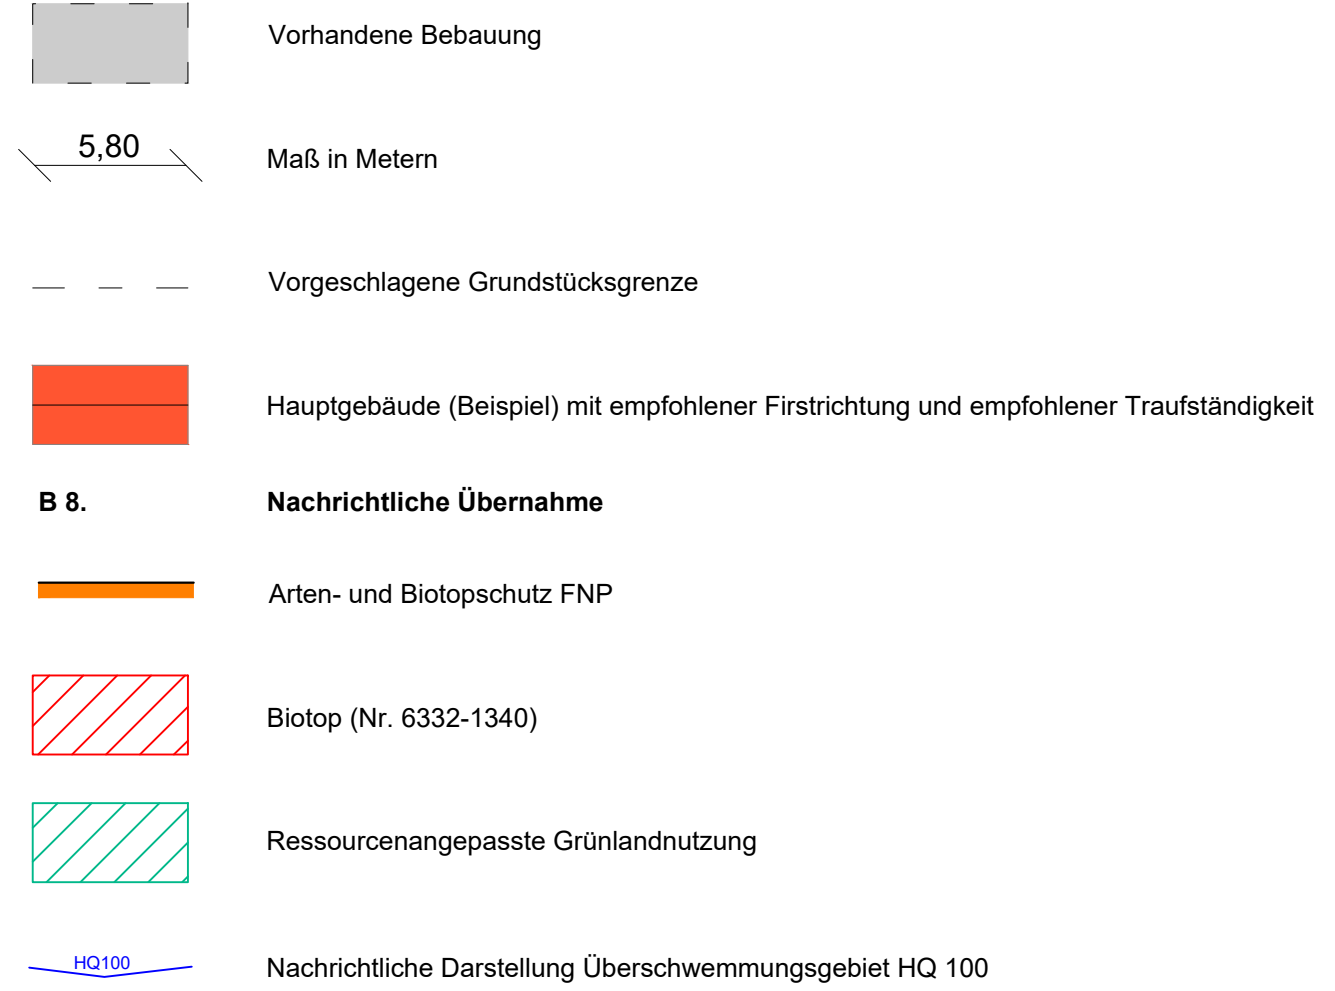 Vorhandene Bebauung
5,80
Maß in Metern
Vorgeschlagene Grundstücksgrenze
Hauptgebäude (Beispiel) mit empfohlener Firstrichtung und empfohlener Traufständigkeit
B 8. Nachrichtliche Übernahme
Arten- und Biotopschutz FNP
Biotop (Nr. 6332-1340)
Ressourcenangepasste Grünlandnutzung
HQ100
Nachrichtliche Darstellung Überschwemmungsgebiet HQ 100